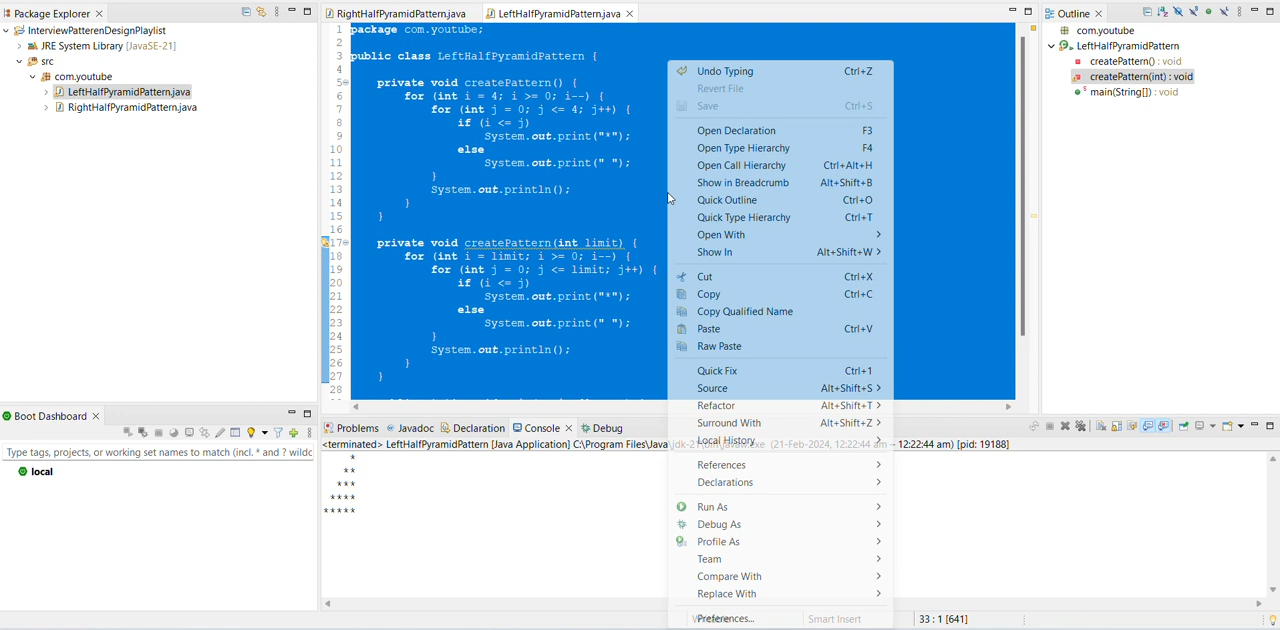 Package Explorer
InterviewPatterenDesignPlaylist
JRE System Library [JavaSE-21]
src
com.youtube
LeftHalfPyramidPattern.java
RightHalfPyramidPattern.java
Boot Dashboard
Type tags, projects, or working set names to match (incl. * and ? wildc
local
RightHalfPyramidPattern.java
LeftHalfPyramidPattern.java
1 package com.youtube;
2
3 public class LeftHalfPyramidPattern {
4
5 private void createPattern() {
6 for (int i = 4; i >= 0; i--) {
7 for (int j = 0; j <= 4; j++) {
8 if (i <= j)
9 System.out.print("*");
10 else
11 System.out.print(" ");
12 }
13 System.out.println();
14 }
15 }
16
17 private void createPattern(int limit) {
18 for (int i = limit; i >= 0; i--) {
19 for (int j = 0; j <= limit; j++) {
20 if (i <= j)
21 System.out.print("*");
22 else
23 System.out.print(" ");
24 }
25 System.out.println();
26 }
27 }
28
Undo Typing Ctrl+Z
Revert File
Save Ctrl+S
Open Declaration F3
Open Type Hierarchy F4
Open Call Hierarchy Ctrl+Alt+H
Show in Breadcrumb Alt+Shift+B
Quick Outline Ctrl+O
Quick Type Hierarchy Ctrl+T
Open With >
Show In Alt+Shift+W >
Cut Ctrl+X
Copy Ctrl+C
Copy Qualified Name
Paste Ctrl+V
Raw Paste
Quick Fix Ctrl+1
Source Alt+Shift+S >
Refactor Alt+Shift+T >
Surround With Alt+Shift+Z >
Local History >
References >
Declarations >
Run As >
Debug As >
Profile As >
Team >
Compare With >
Replace With >
Preferences...
Problems Javadoc Declaration Console Debug
<terminated> LeftHalfPyramidPattern [Java Application] C:\Program Files\Java\ (21-Feb-2024, 12:22:44 am – 12:22:44 am) [pid: 19188]
*
**
***
****
*****
Smart Insert
33 : 1 [641]
Outline
com.youtube
LeftHalfPyramidPattern
createPattern() : void
createPattern(int) : void
main(String[]) : void